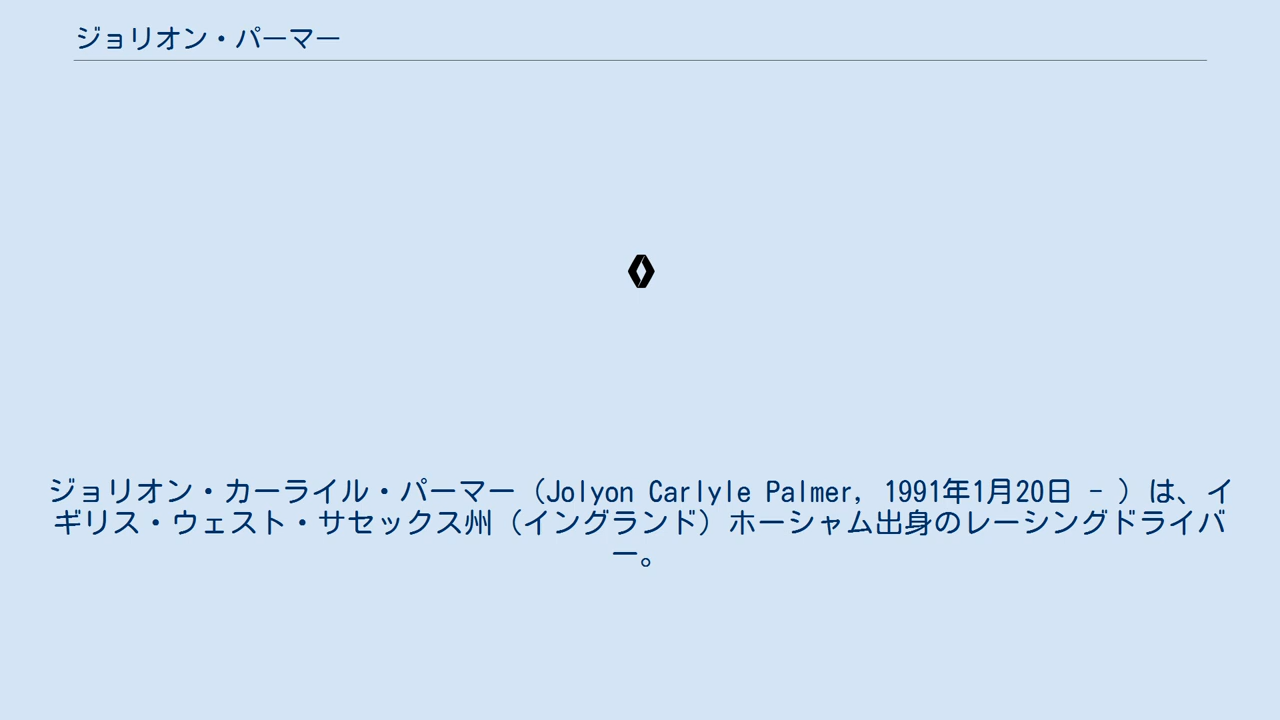 ジョリオン・パーマー
ジョリオン・カーライル・パーマー（Jolyon Carlyle Palmer, 1991年1月20日 - ）は、イ
ギリス・ウェスト・サセックス州（イングランド）ホーシャム出身のレーシングドライバ
ー。